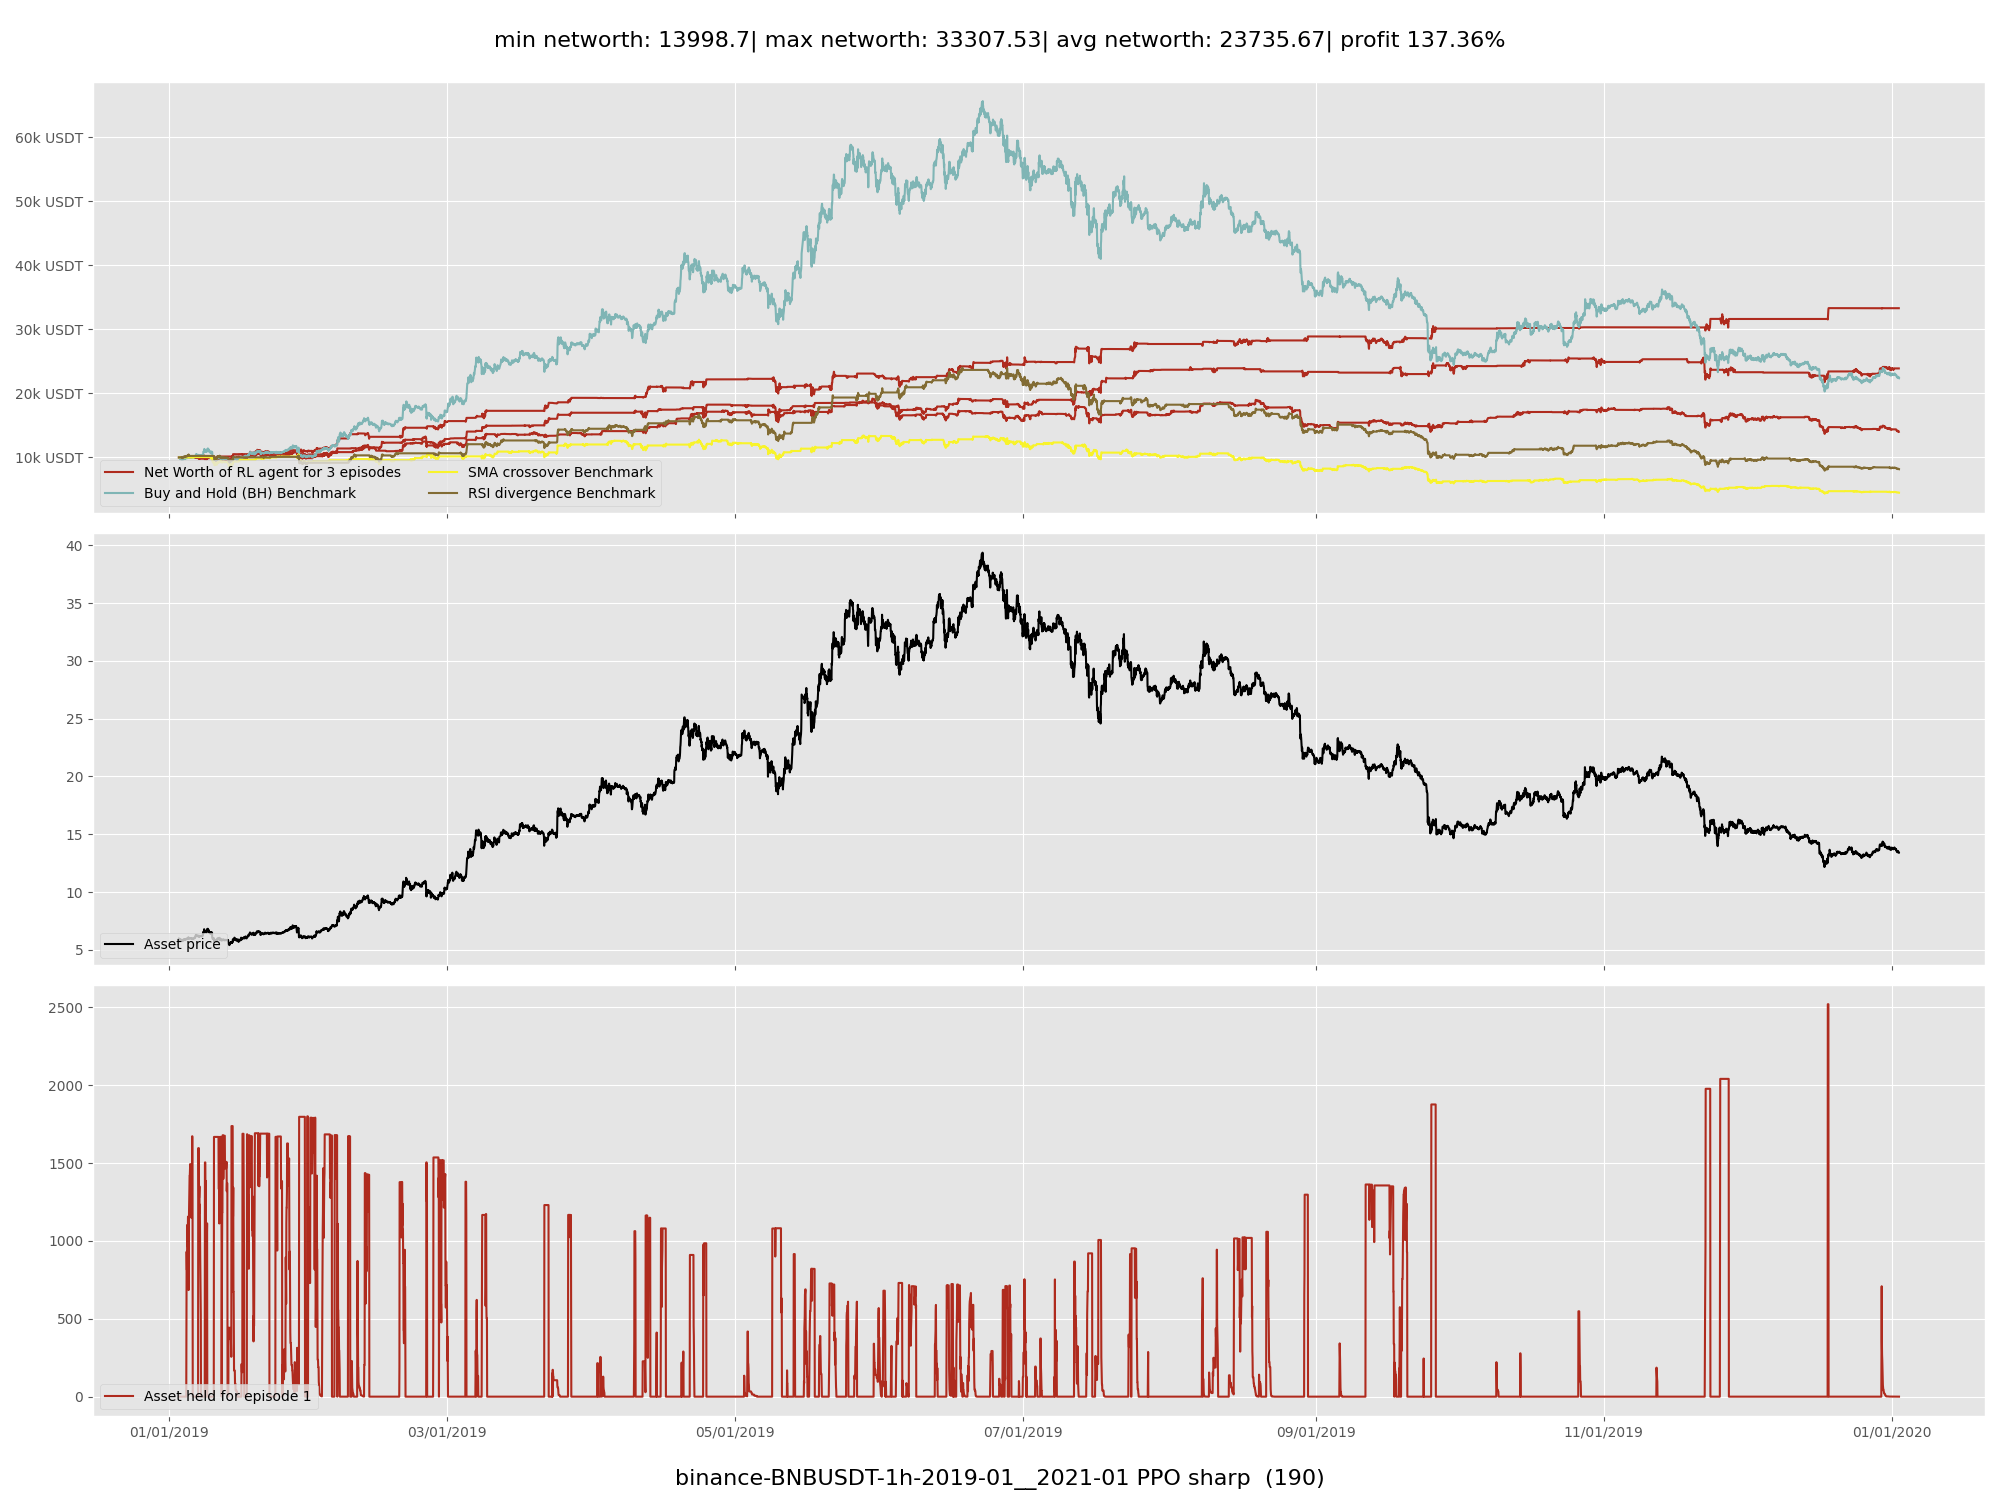 min networth: 13998.7| max networth: 33307.53| avg networth: 23735.67| profit 137.36%
60k USDT
50k USDT
40k USDT
30k USDT
20k USDT
10k USDT
Net Worth of RL agent for 3 episodes
Buy and Hold (BH) Benchmark
SMA crossover Benchmark
RSI divergence Benchmark
40
35
30
25
20
15
10
5
Asset price
2500
2000
1500
1000
500
0
Asset held for episode 1
01/01/2019 03/01/2019 05/01/2019 07/01/2019 09/01/2019 11/01/2019 01/01/2020
binance-BNBUSDT-1h-2019-01__2021-01 PPO sharp (190)